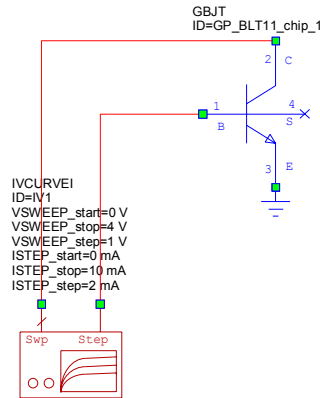 GBJT
ID=GP_BLT11_chip_1
2 C
1 4
B S
3 E
IVCURVEI
ID=IV1
VSWEEP_start=0 V
VSWEEP_stop=4 V
VSWEEP_step=1 V
ISTEP_start=0 mA
ISTEP_stop=10 mA
ISTEP_step=2 mA
Swp Step